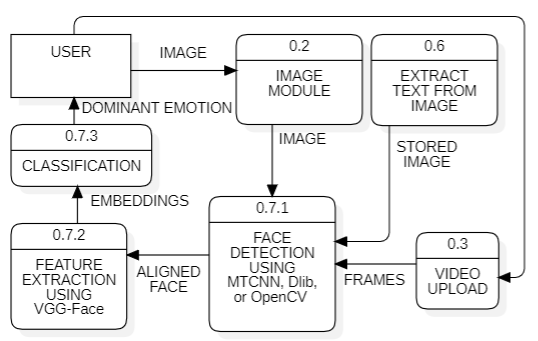 USER
IMAGE
0.2
IMAGE
MODULE
0.6
EXTRACT
TEXT FROM
IMAGE
DOMINANT EMOTION
0.7.3
CLASSIFICATION
IMAGE
STORED
IMAGE
EMBEDDINGS
0.7.1
FACE
DETECTION
USING
MTCNN, Dlib,
or OpenCV
0.7.2
FEATURE
EXTRACTION
USING
VGG-Face
ALIGNED
FACE
FRAMES
0.3
VIDEO
UPLOAD